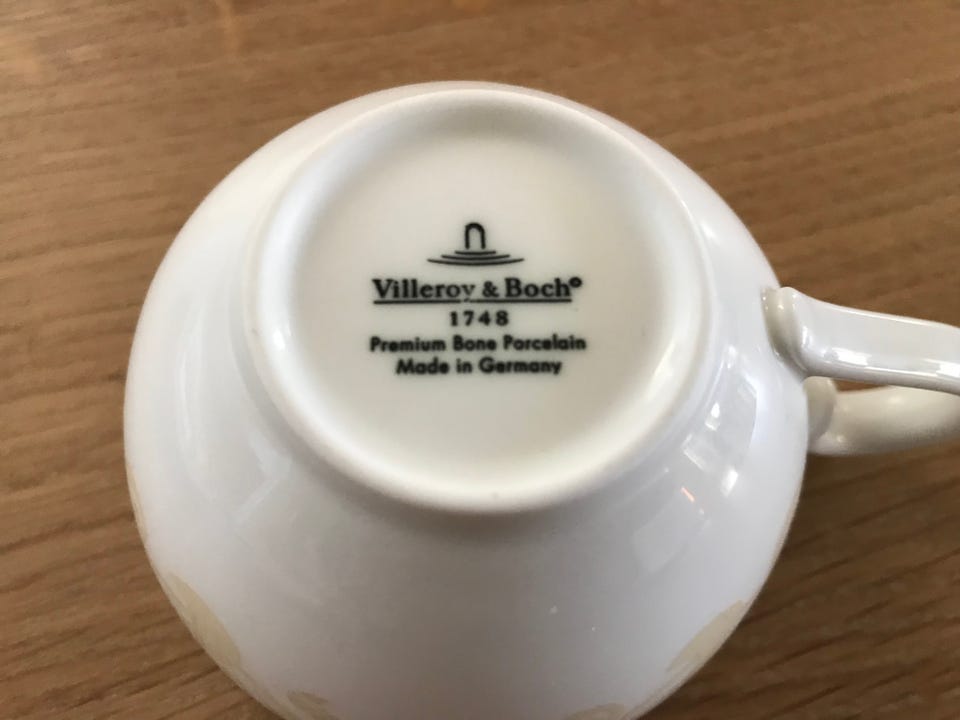 Villeroy & Boch®
1748
Premium Bone Porcelain
Made in Germany